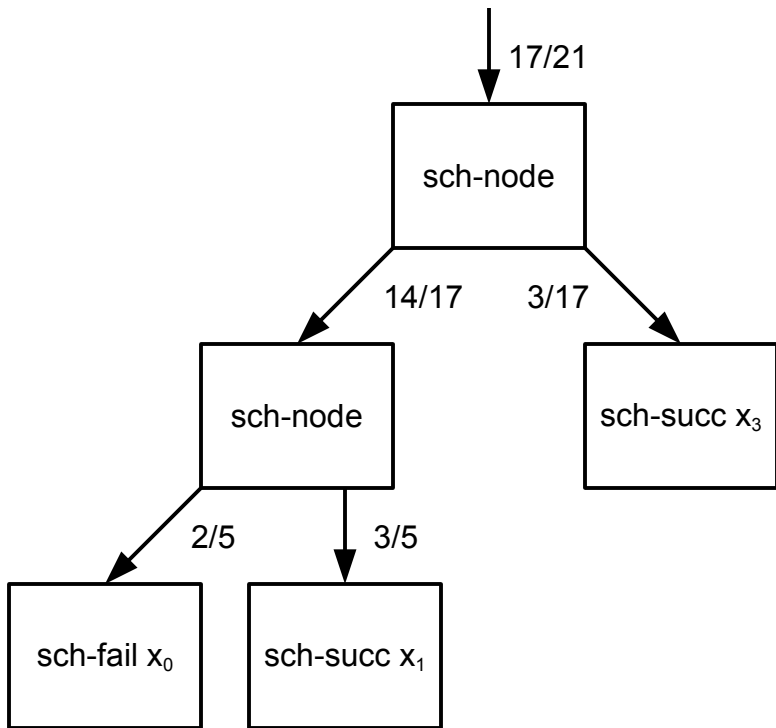 17/21
sch-node
14/17
3/17
sch-node
sch-succ x₃
2/5
3/5
sch-fail x₀
sch-succ x₁